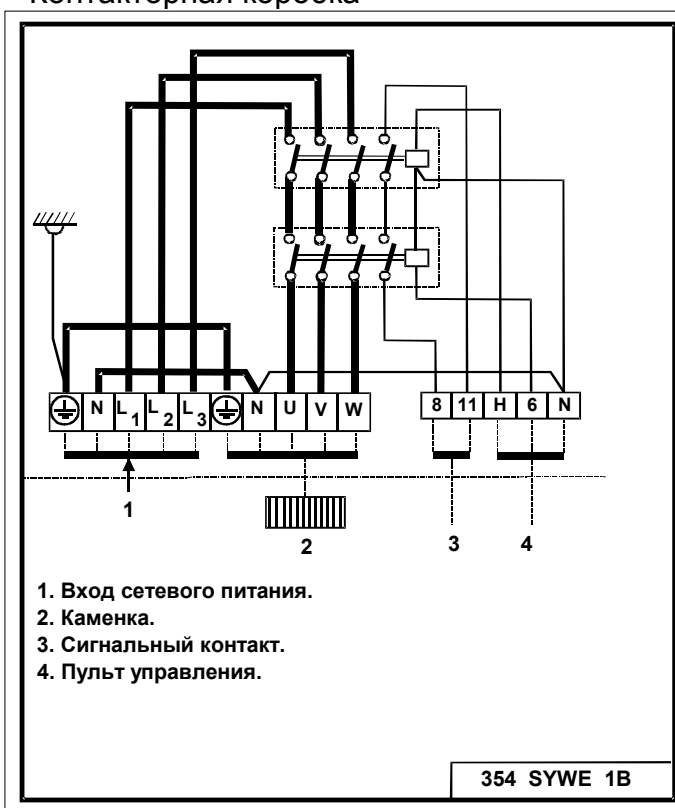 Контакторная коробка
N L1 L2 L3 N U V W 8 11 H 6 N
1 2 3 4
1. Вход сетевого питания.
2. Каменка.
3. Сигнальный контакт.
4. Пульт управления.
354 SYWE 1B